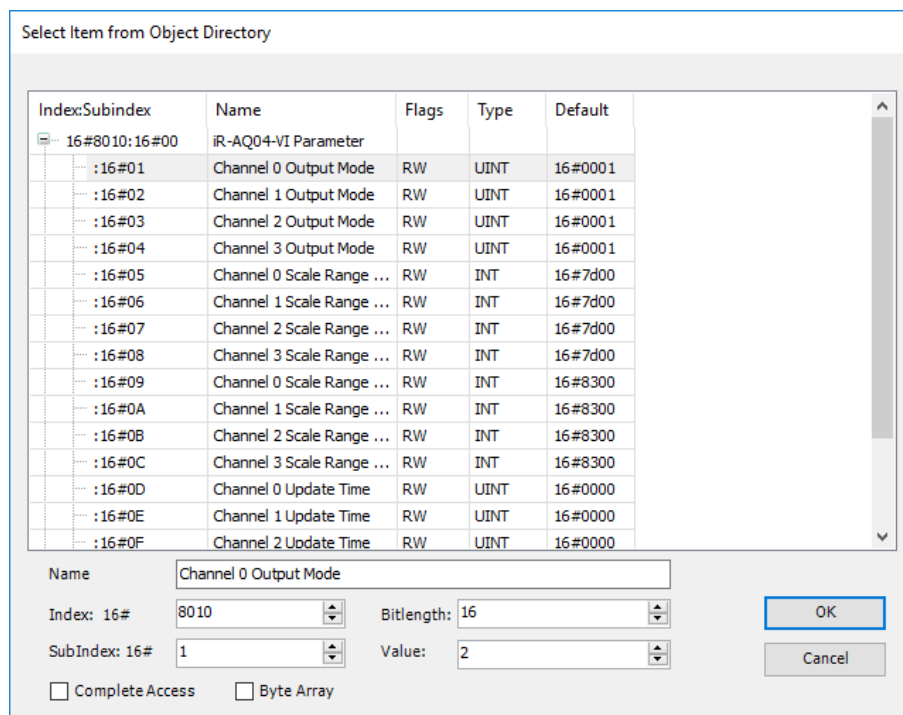 Select Item from Object Directory
Index:Subindex Name Flags Type Default
16#8010:16#00 iR-AQ04-VI Parameter
:16#01 Channel 0 Output Mode RW UINT 16#0001
:16#02 Channel 1 Output Mode RW UINT 16#0001
:16#03 Channel 2 Output Mode RW UINT 16#0001
:16#04 Channel 3 Output Mode RW UINT 16#0001
:16#05 Channel 0 Scale Range ... RW INT 16#7d00
:16#06 Channel 1 Scale Range ... RW INT 16#7d00
:16#07 Channel 2 Scale Range ... RW INT 16#7d00
:16#08 Channel 3 Scale Range ... RW INT 16#7d00
:16#09 Channel 0 Scale Range ... RW INT 16#8300
:16#0A Channel 1 Scale Range ... RW INT 16#8300
:16#0B Channel 2 Scale Range ... RW INT 16#8300
:16#0C Channel 3 Scale Range ... RW INT 16#8300
:16#0D Channel 0 Update Time RW UINT 16#0000
:16#0E Channel 1 Update Time RW UINT 16#0000
:16#0F Channel 2 Update Time RW UINT 16#0000
Name Channel 0 Output Mode
Index: 16# 8010 Bitlength: 16 OK
SubIndex: 16# 1 Value: 2 Cancel
Complete Access Byte Array